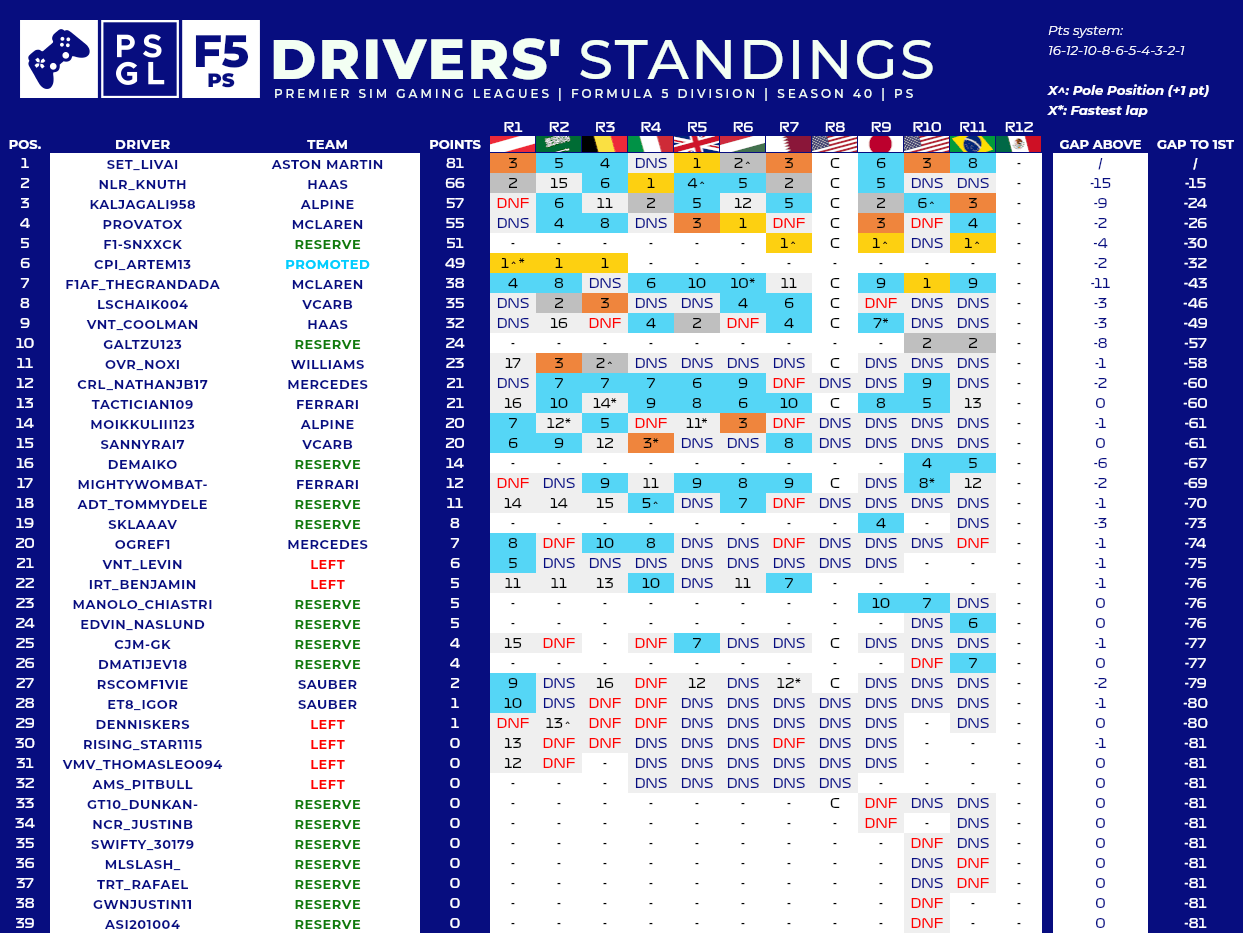 PS
GL
F5
PS
DRIVERS' STANDINGS
PREMIER SIM GAMING LEAGUES | FORMULA 5 DIVISION | SEASON 40 | PS
Pts system:
16-12-10-8-6-5-4-3-2-1
X^: Pole Position (+1 pt)
X*: Fastest lap
R1 R2 R3 R4 R5 R6 R7 R8 R9 R10 R11 R12
POS. DRIVER TEAM POINTS GAP ABOVE GAP TO 1ST
1 SET_LIVAI ASTON MARTIN 81 3 5 4 DNS 1 2^ 3 C 6 3 8 - / /
2 NLR_KNUTH HAAS 66 2 15 6 1 4^ 5 2 C 5 DNS DNS - -15 -15
3 KALJAGALI958 ALPINE 57 DNF 6 11 2 5 12 5 C 2 6^ 3 - -9 -24
4 PROVATOX MCLAREN 55 DNS 4 8 DNS 3 1 DNF C 3 DNF 4 - -2 -26
5 F1-SNXXCK RESERVE 51 - - - - - - 1^ C 1^ DNS 1^ - -4 -30
6 CPI_ARTEM13 PROMOTED 49 1^* 1 1 - - - - - - - - - -2 -32
7 F1AF_THEGRANDADA MCLAREN 38 4 8 DNS 6 10 10* 11 C 9 1 9 - -11 -43
8 LSCHAIK004 VCARB 35 DNS 2 3 DNS DNS 4 6 C DNF DNS DNS - -3 -46
9 VNT_COOLMAN HAAS 32 DNS 16 DNF 4 2 DNF 4 C 7* DNS DNS - -3 -49
10 GALTZU123 RESERVE 24 - - - - - - - - - 2 2 - -8 -57
11 OVR_NOXI WILLIAMS 23 17 3 2^ DNS DNS DNS DNS C DNS DNS DNS - -1 -58
12 CRL_NATHANJB17 MERCEDES 21 DNS 7 7 7 6 9 DNF DNS DNS 9 DNS - -2 -60
13 TACTICIAN109 FERRARI 21 16 10 14* 9 8 6 10 C 8 5 13 - 0 -60
14 MOIKKULIII123 ALPINE 20 7 12* 5 DNF 11* 3 DNF DNS DNS DNS DNS - -1 -61
15 SANNYRAI7 VCARB 20 6 9 12 3* DNS DNS 8 DNS DNS DNS DNS - 0 -61
16 DEMAIKO RESERVE 14 - - - - - - - - - 4 5 - -6 -67
17 MIGHTYWOMBAT- FERRARI 12 DNF DNS 9 11 9 8 9 C DNS 8* 12 - -2 -69
18 ADT_TOMMYDELE RESERVE 11 14 14 15 5^ DNS 7 DNF DNS DNS DNS DNS - -1 -70
19 SKLAAAV RESERVE 8 - - - - - - - - 4 - DNS - -3 -73
20 OGREF1 MERCEDES 7 8 DNF 10 8 DNS DNS DNF DNS DNS DNS DNF - -1 -74
21 VNT_LEVIN LEFT 6 5 DNS DNS DNS DNS DNS DNS DNS DNS - - - -1 -75
22 IRT_BENJAMIN LEFT 5 11 11 13 10 DNS 11 7 - - - - - -1 -76
23 MANOLO_CHIASTRI RESERVE 5 - - - - - - - - 10 7 DNS - 0 -76
24 EDVIN_NASLUND RESERVE 5 - - - - - - - - - DNS 6 - 0 -76
25 CJM-GK RESERVE 4 15 DNF - DNF 7 DNS DNS C DNS DNS DNS - -1 -77
26 DMATIJEV18 RESERVE 4 - - - - - - - - - DNF 7 - 0 -77
27 RSCOMF1VIE SAUBER 2 9 DNS 16 DNF 12 DNS 12* C DNS DNS DNS - -2 -79
28 ET8_IGOR SAUBER 1 10 DNS DNF DNF DNS DNS DNS DNS DNS DNS DNS - -1 -80
29 DENNISKERS LEFT 1 DNF 13^ DNF DNF DNS DNS DNS DNS DNS - DNS - 0 -80
30 RISING_STAR1115 LEFT 0 13 DNF DNF DNS DNS DNS DNF DNS DNS - - - -1 -81
31 VMV_THOMASLEO094 LEFT 0 12 DNF - DNS DNS DNS DNS DNS DNS - - - 0 -81
32 AMS_PITBULL LEFT 0 - - - DNS DNS DNS DNS DNS - - - - 0 -81
33 GT10_DUNKAN- RESERVE 0 - - - - - - - C DNF DNS DNS - 0 -81
34 NCR_JUSTINB RESERVE 0 - - - - - - - - DNF - DNS - 0 -81
35 SWIFTY_30179 RESERVE 0 - - - - - - - - - DNF DNS - 0 -81
36 MLSLASH_ RESERVE 0 - - - - - - - - - DNS DNF - 0 -81
37 TRT_RAFAEL RESERVE 0 - - - - - - - - - DNS DNF - 0 -81
38 GWNJUSTIN11 RESERVE 0 - - - - - - - - - DNF - - 0 -81
39 ASI201004 RESERVE 0 - - - - - - - - - DNF - - 0 -81